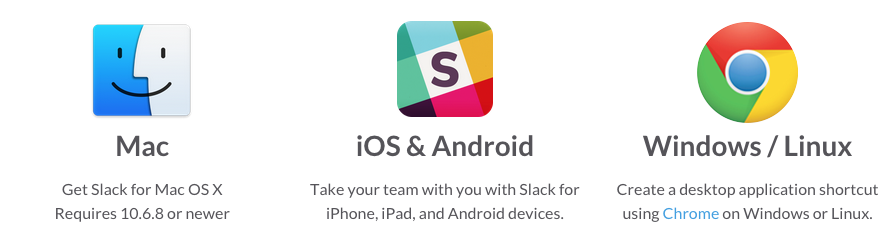 S
Mac
Get Slack for Mac OS X
Requires 10.6.8 or newer
iOS & Android
Take your team with you with Slack for
iPhone, iPad, and Android devices.
Windows / Linux
Create a desktop application shortcut
using Chrome on Windows or Linux.